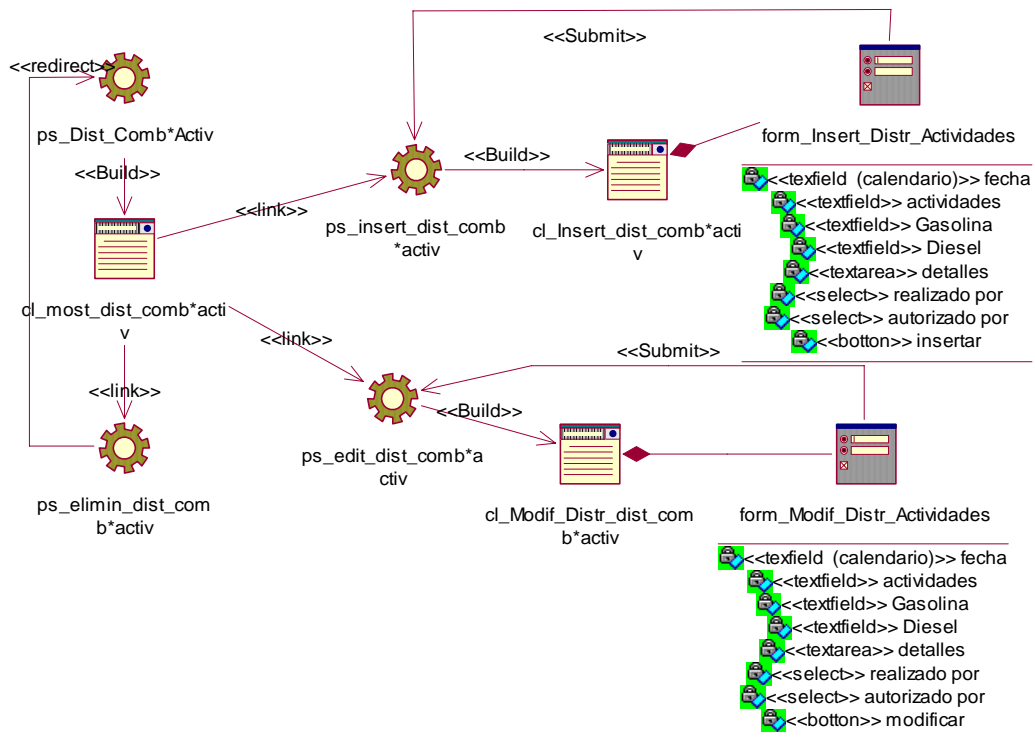 <<Submit>>
<<redirect>>
ps_Dist_Comb*Activ
form_Insert_Distr_Actividades
<<Build>>
<<Build>>
<<texfield (calendario)>> fecha
<<textfield>> actividades
<<link>>
ps_insert_dist_comb
*activ
cl_Insert_dist_comb*acti
v
<<textfield>> Gasolina
<<textfield>> Diesel
<<textarea>> detalles
<<select>> realizado por
<<select>> autorizado por
<<botton>> insertar
cl_most_dist_comb*acti
v
<<link>>
<<Submit>>
<<link>>
<<Build>>
ps_edit_dist_comb*a
ctiv
ps_elimin_dist_com
b*activ
cl_Modif_Distr_dist_com
b*activ
form_Modif_Distr_Actividades
<<texfield (calendario)>> fecha
<<textfield>> actividades
<<textfield>> Gasolina
<<textfield>> Diesel
<<textarea>> detalles
<<select>> realizado por
<<select>> autorizado por
<<botton>> modificar